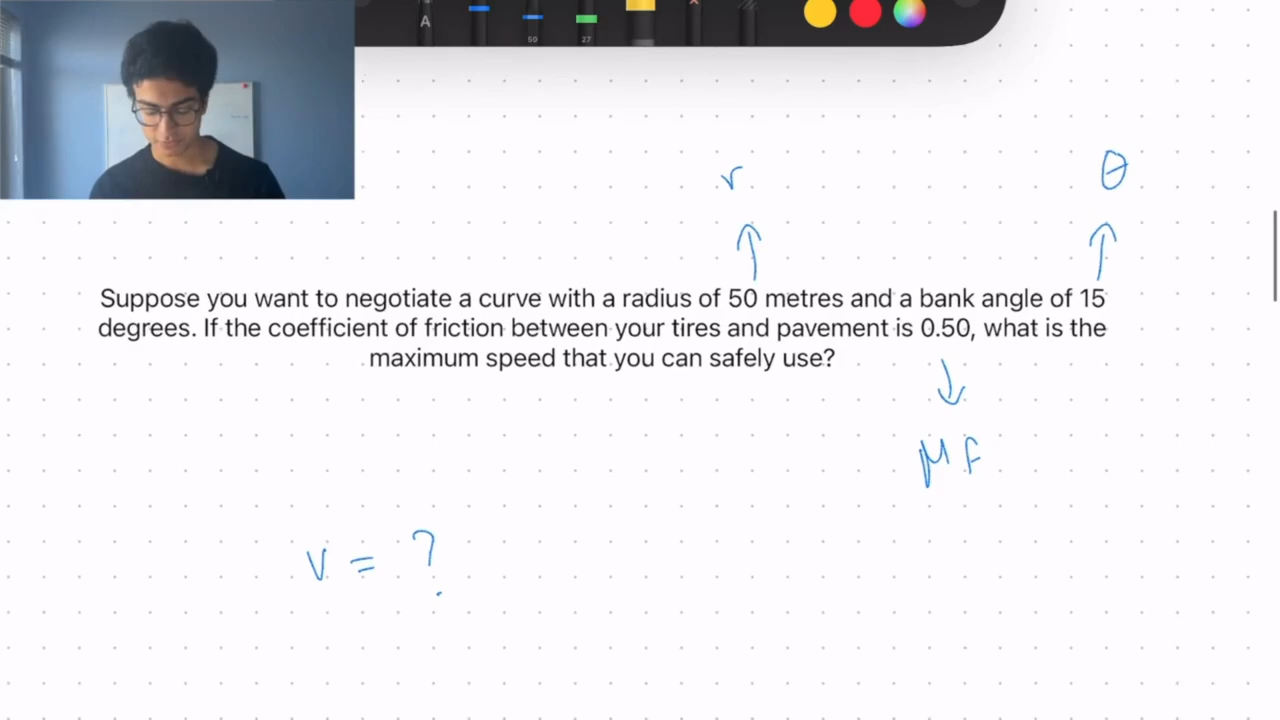 A
50
27
r
θ
Suppose you want to negotiate a curve with a radius of 50 metres and a bank angle of 15
degrees. If the coefficient of friction between your tires and pavement is 0.50, what is the
maximum speed that you can safely use?
μ F
v = ?